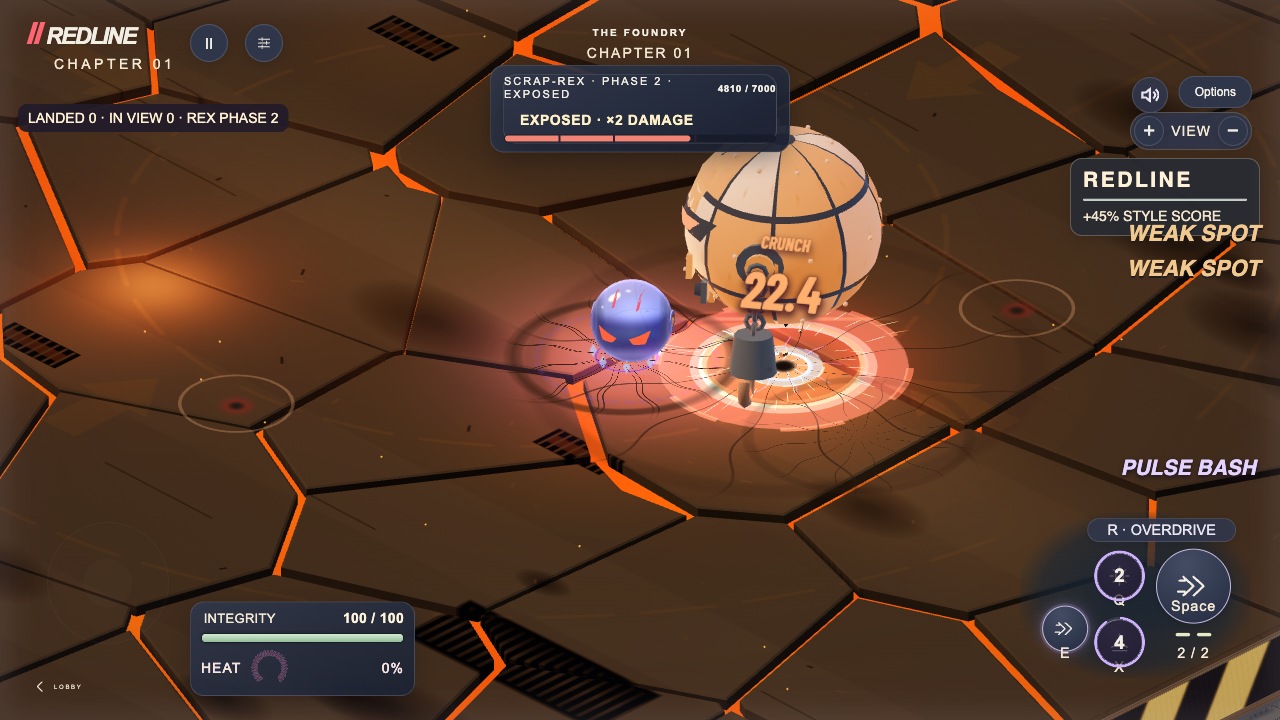 REDLINE
CHAPTER 01
THE FOUNDRY
CHAPTER 01
SCRAP-REX · PHASE 2 · EXPOSED
4810 / 7000
EXPOSED · ×2 DAMAGE
LANDED 0 · IN VIEW 0 · REX PHASE 2
Options
+ VIEW −
REDLINE
+45% STYLE SCORE
WEAK SPOT
WEAK SPOT
CRUNCH
22.4
PULSE BASH
R · OVERDRIVE
2
Q
Space
E
4
X
2 / 2
INTEGRITY 100 / 100
HEAT 0%
LOBBY